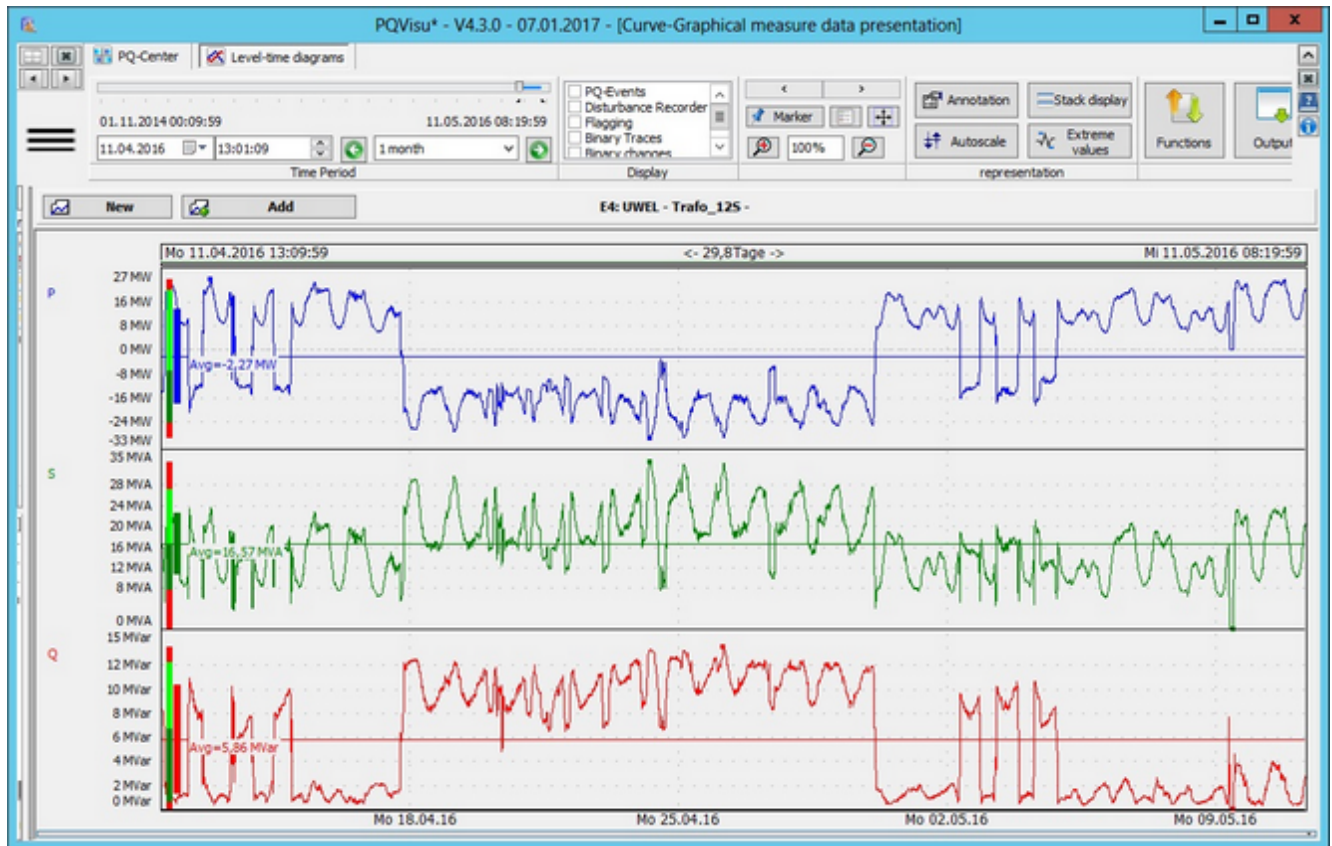 PQVisu* - V4.3.0 - 07.01.2017 - [Curve-Graphical measure data presentation]
PQ-Center Level-time diagrams
01.11.2014 00:09:59 11.05.2016 08:19:59
11.04.2016 13:01:09 1 month
Time Period
PQ-Events
Disturbance Recorder
Flagging
Binary Traces
Binary changes
Display
< >
Marker
100%
Annotation Stack display
Autoscale Extreme values
representation
Functions
Output
New Add E4: UWEL - Trafo_12S -
Mo 11.04.2016 13:09:59 <- 29,8Tage -> Mi 11.05.2016 08:19:59
P
27 MW
16 MW
8 MW
0 MW
Avg=-2,27 MW
-8 MW
-16 MW
-24 MW
-33 MW
S
35 MVA
28 MVA
24 MVA
20 MVA
16 MVA
Avg=16,57 MVA
12 MVA
8 MVA
0 MVA
Q
15 MVar
12 MVar
10 MVar
8 MVar
6 MVar
Avg=5,86 MVar
4 MVar
2 MVar
0 MVar
Mo 18.04.16 Mo 25.04.16 Mo 02.05.16 Mo 09.05.16